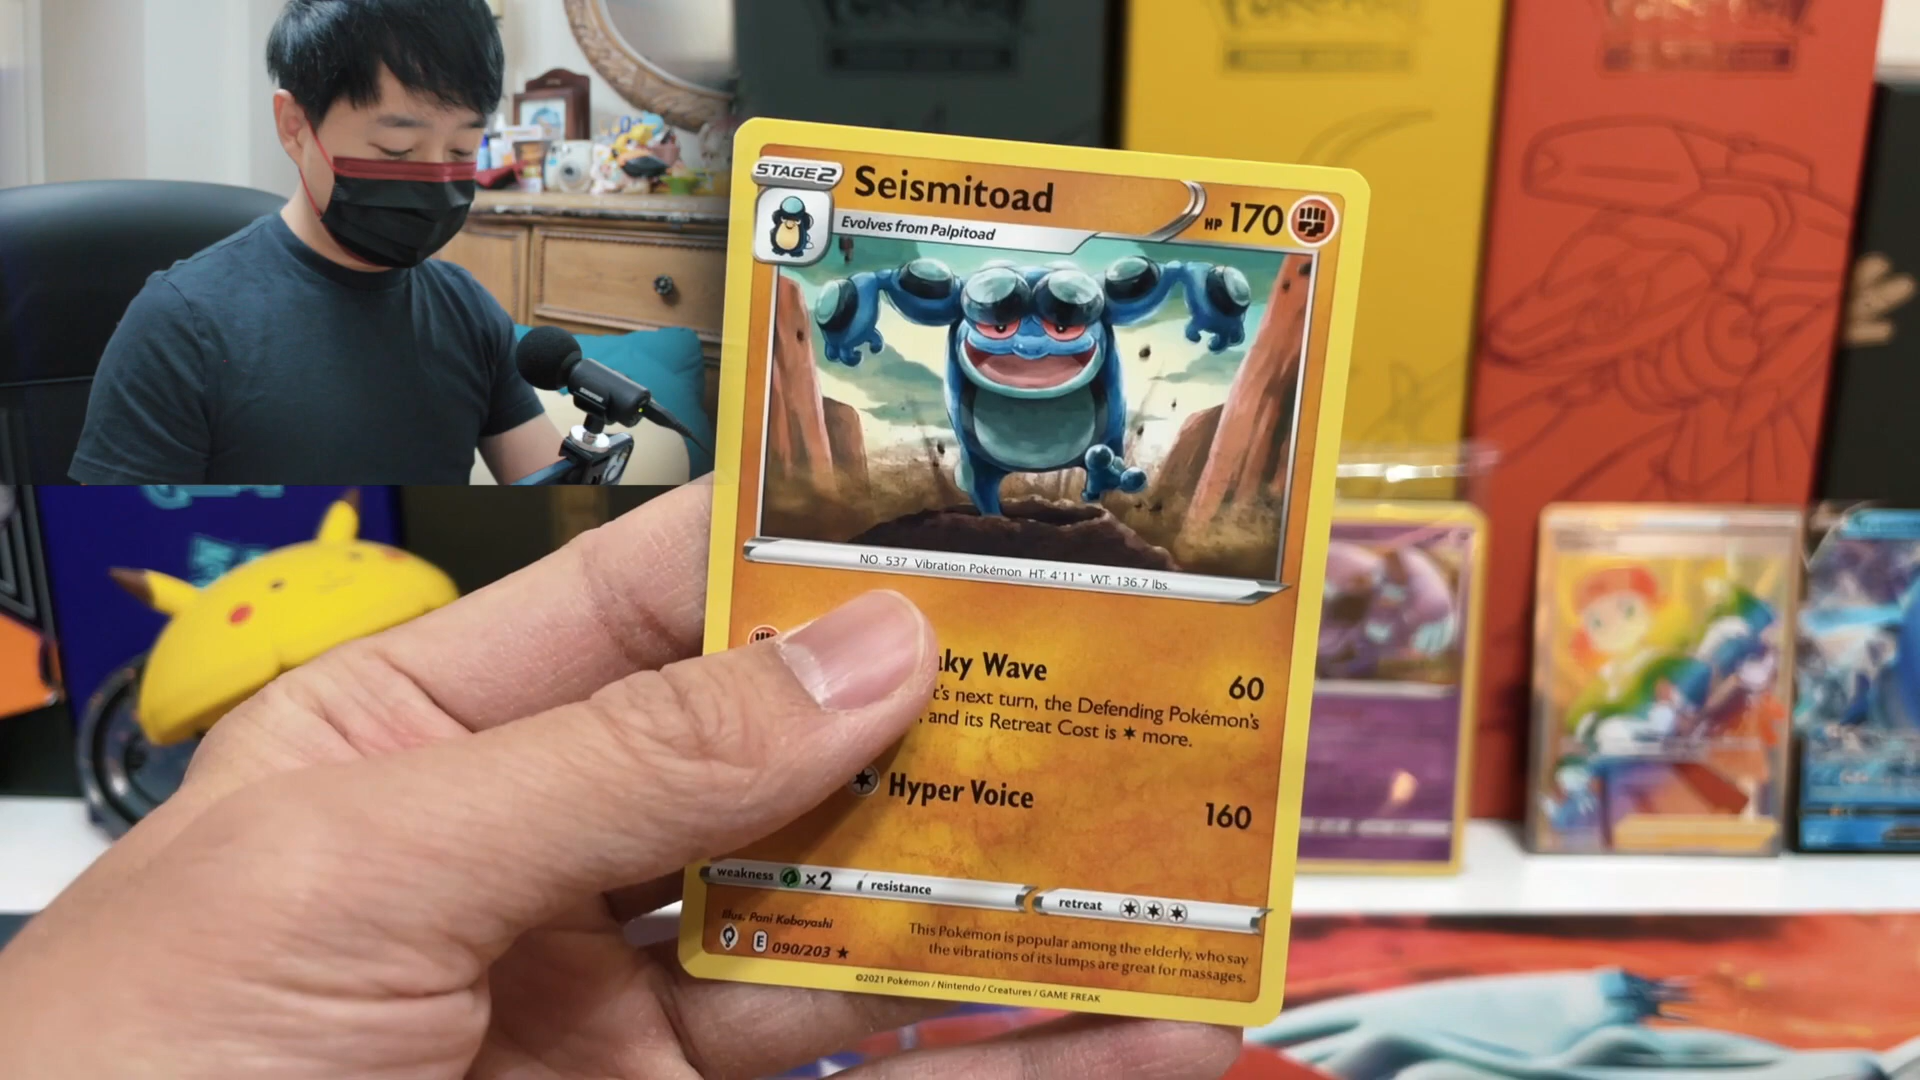 STAGE2
Seismitoad
HP 170
Evolves from Palpitoad
NO. 537 Vibration Pokémon HT: 4'11" WT: 136.7 lbs.
aky Wave 60
t's next turn, the Defending Pokémon's
, and its Retreat Cost is more.
Hyper Voice 160
weakness ×2 resistance
retreat
Illus. Pani Kobayashi
E 090/203
This Pokémon is popular among the elderly, who say
the vibrations of its lumps are great for massages.
©2021 Pokémon / Nintendo / Creatures / GAME FREAK